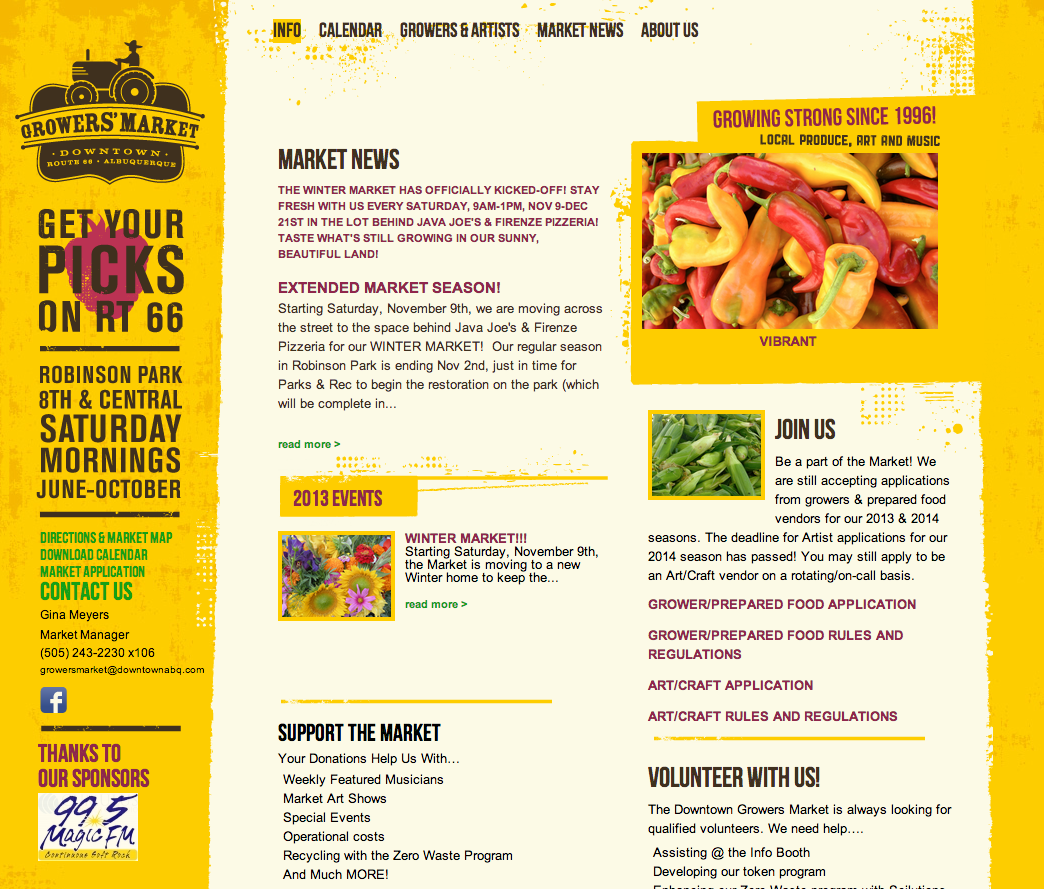 INFO CALENDAR GROWERS & ARTISTS MARKET NEWS ABOUT US
GROWERS' MARKET
· DOWNTOWN ·
ROUTE 66 · ALBUQUERQUE
GET YOUR
PICKS
ON RT 66
ROBINSON PARK
8TH & CENTRAL
SATURDAY
MORNINGS
JUNE-OCTOBER
DIRECTIONS & MARKET MAP
DOWNLOAD CALENDAR
MARKET APPLICATION
CONTACT US
Gina Meyers
Market Manager
(505) 243-2230 x106
growersmarket@downtownabq.com
f
THANKS TO
OUR SPONSORS
99.5
Magic FM
Continuous Soft Rock
MARKET NEWS
THE WINTER MARKET HAS OFFICIALLY KICKED-OFF! STAY
FRESH WITH US EVERY SATURDAY, 9AM-1PM, NOV 9-DEC
21ST IN THE LOT BEHIND JAVA JOE'S & FIRENZE PIZZERIA!
TASTE WHAT'S STILL GROWING IN OUR SUNNY,
BEAUTIFUL LAND!
EXTENDED MARKET SEASON!
Starting Saturday, November 9th, we are moving across
the street to the space behind Java Joe's & Firenze
Pizzeria for our WINTER MARKET!  Our regular season
in Robinson Park is ending Nov 2nd, just in time for
Parks & Rec to begin the restoration on the park (which
will be complete in...
read more >
2013 EVENTS
WINTER MARKET!!!
Starting Saturday, November 9th,
the Market is moving to a new
Winter home to keep the...
read more >
SUPPORT THE MARKET
Your Donations Help Us With…
Weekly Featured Musicians
Market Art Shows
Special Events
Operational costs
Recycling with the Zero Waste Program
And Much MORE!
GROWING STRONG SINCE 1996!
LOCAL PRODUCE, ART AND MUSIC
VIBRANT
JOIN US
Be a part of the Market! We
are still accepting applications
from growers & prepared food
vendors for our 2013 & 2014
seasons. The deadline for Artist applications for our
2014 season has passed! You may still apply to be
an Art/Craft vendor on a rotating/on-call basis.
GROWER/PREPARED FOOD APPLICATION
GROWER/PREPARED FOOD RULES AND
REGULATIONS
ART/CRAFT APPLICATION
ART/CRAFT RULES AND REGULATIONS
VOLUNTEER WITH US!
The Downtown Growers Market is always looking for
qualified volunteers. We need help….
Assisting @ the Info Booth
Developing our token program
Enhancing our Zero Waste program with Soilutions